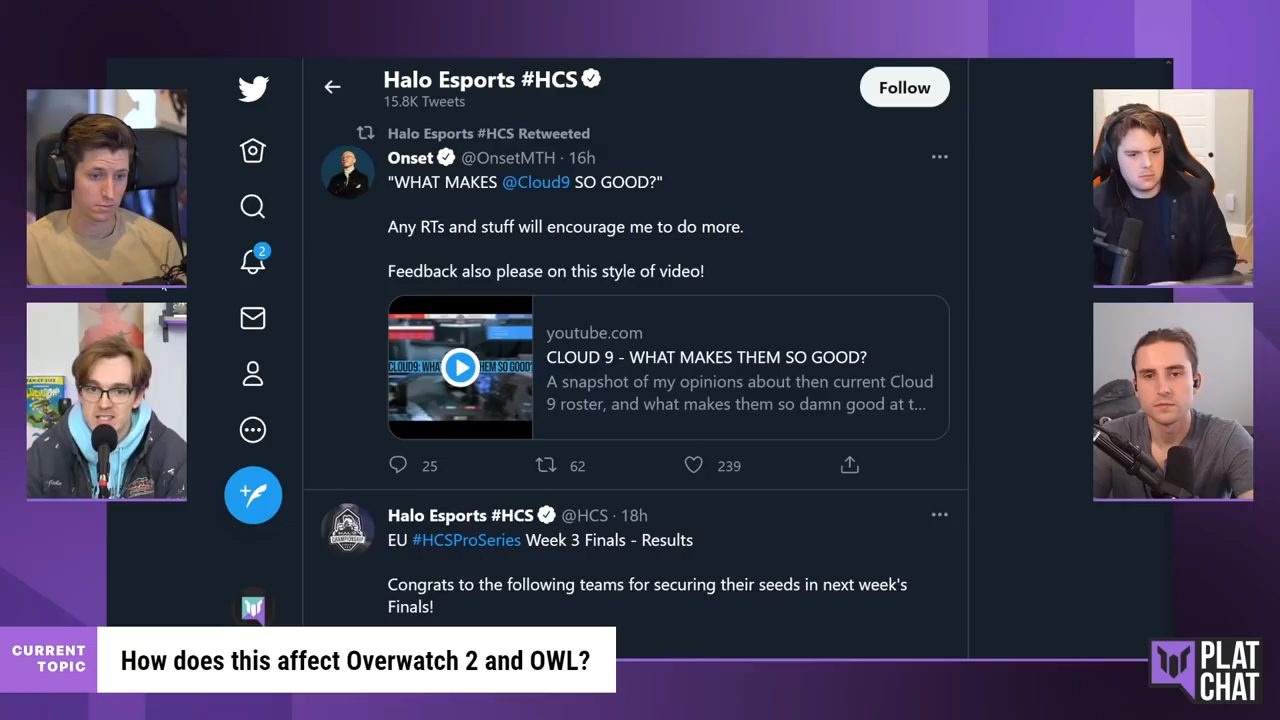 Halo Esports #HCS
15.8K Tweets
Follow
Halo Esports #HCS Retweeted
Onset @OnsetMTH · 16h
"WHAT MAKES @Cloud9 SO GOOD?"
Any RTs and stuff will encourage me to do more.
Feedback also please on this style of video!
youtube.com
CLOUD 9 - WHAT MAKES THEM SO GOOD?
A snapshot of my opinions about then current Cloud
9 roster, and what makes them so damn good at t...
25
62
239
2
Halo Esports #HCS @HCS · 18h
EU #HCSProSeries Week 3 Finals - Results
Congrats to the following teams for securing their seeds in next week's
Finals!
CURRENT
TOPIC
How does this affect Overwatch 2 and OWL?
PLAT
CHAT